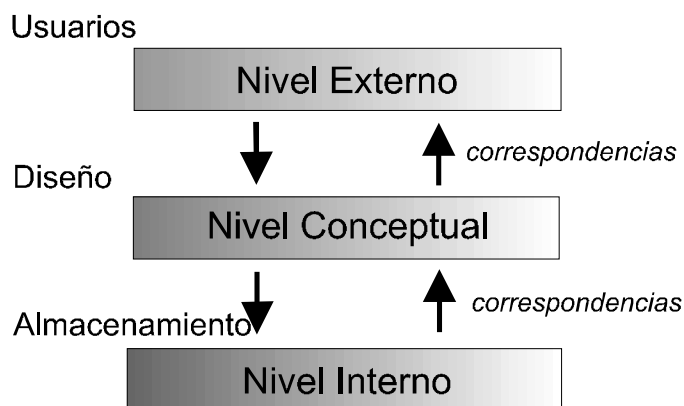 Usuarios
Nivel Externo
correspondencias
Diseño
Nivel Conceptual
correspondencias
Almacenamiento
Nivel Interno